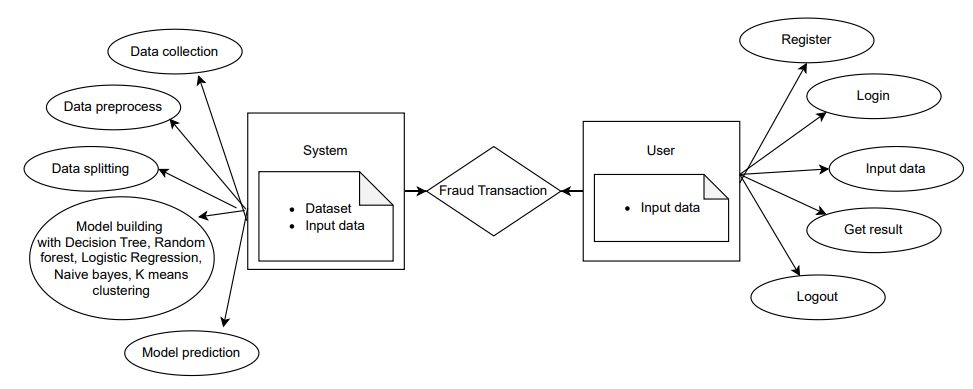 Data collection
Data preprocess
Data splitting
Model building
with Decision Tree, Random
forest, Logistic Regression,
Naive bayes, K means
clustering
Model prediction
System
• Dataset
• Input data
Fraud Transaction
User
• Input data
Register
Login
Input data
Get result
Logout